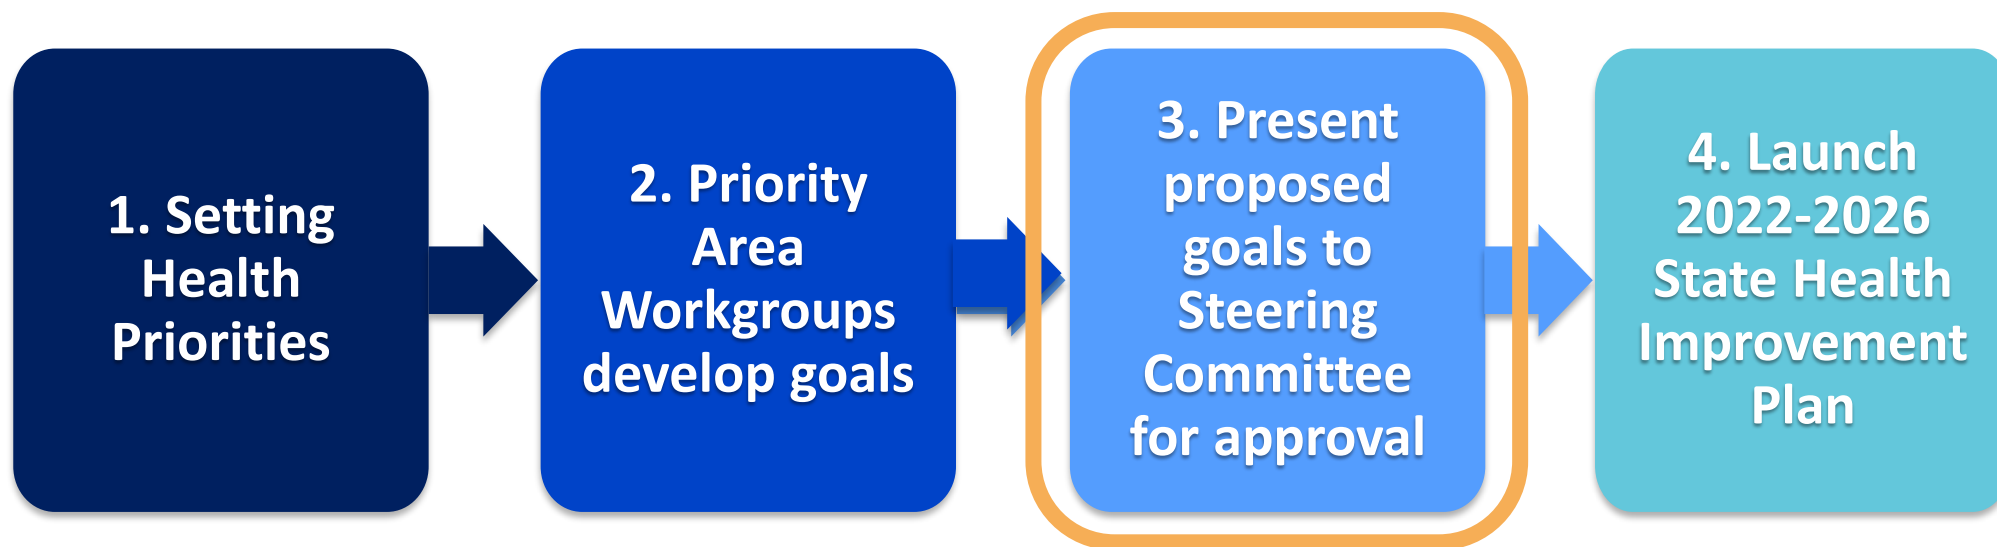 1. Setting
Health
Priorities
2. Priority
Area
Workgroups
develop goals
3. Present
proposed
goals to
Steering
Committee
for approval
4. Launch
2022-2026
State Health
Improvement
Plan